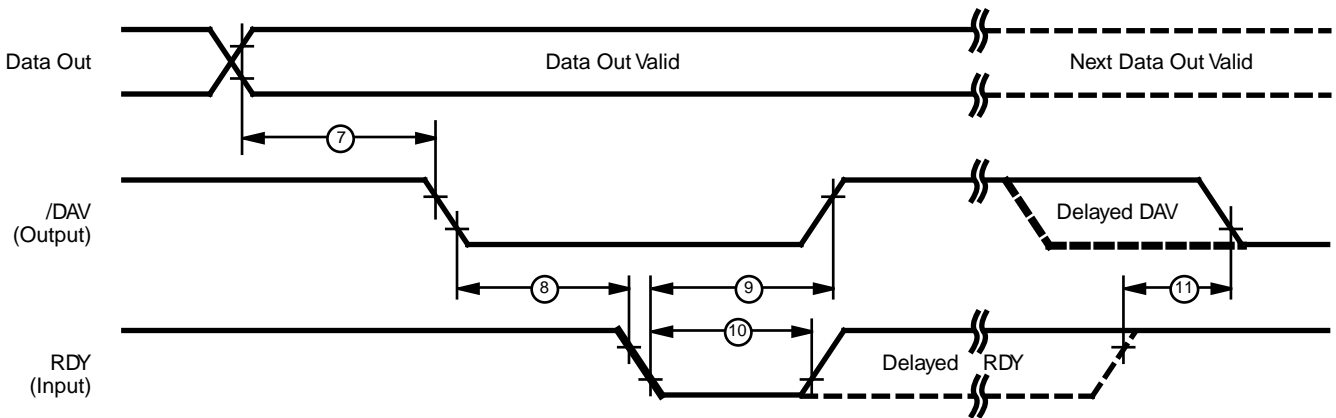 Data Out
Data Out Valid
Next Data Out Valid
7
/DAV
(Output)
Delayed DAV
8
9
11
10
RDY
(Input)
Delayed RDY